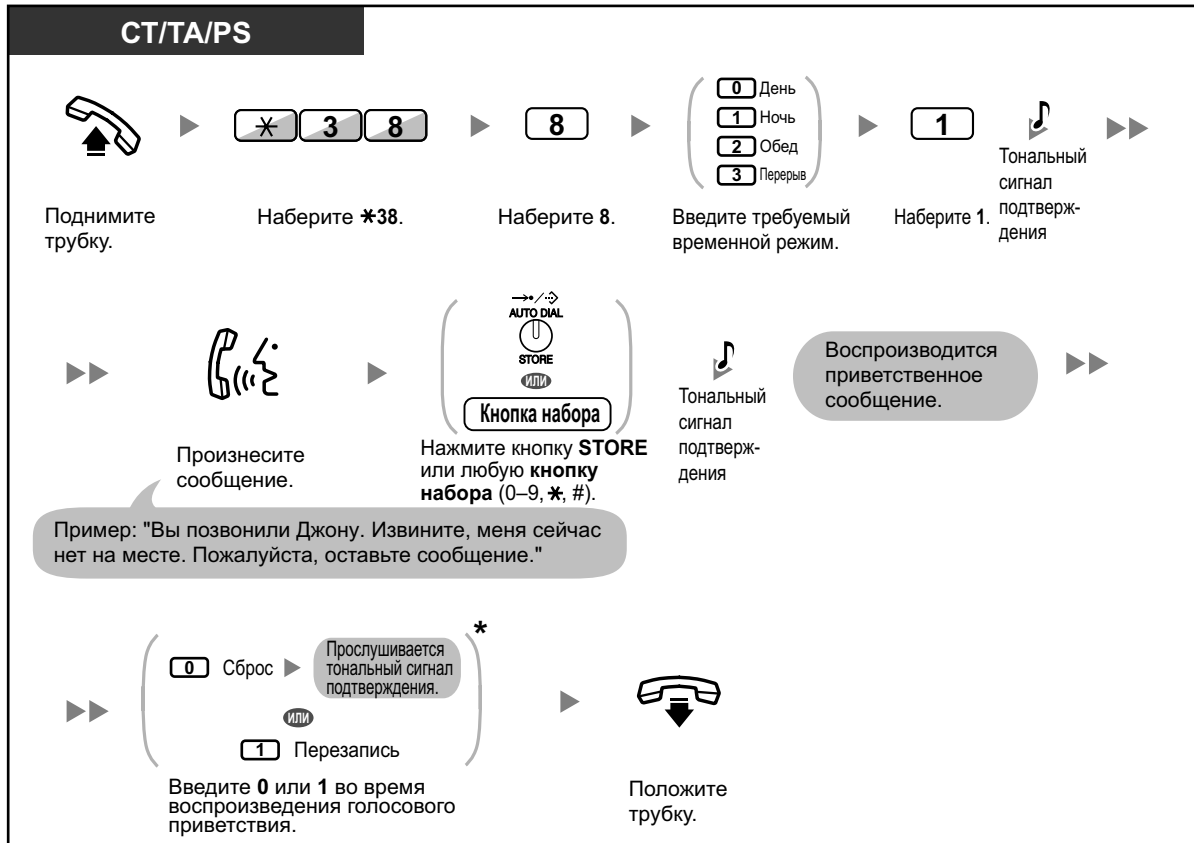 CT/TA/PS
✳ 3 8
8
0 День
1 Ночь
2 Обед
3 Перерыв
1
Поднимите
трубку.
Наберите ✳38.
Наберите 8.
Введите требуемый
временной режим.
Наберите 1.
Тональный
сигнал
подтверж-
дения
Произнесите
сообщение.
AUTO DIAL
STORE
или
Кнопка набора
Нажмите кнопку STORE
или любую кнопку
набора (0–9, ✳, #).
Тональный
сигнал
подтверж-
дения
Воспроизводится
приветственное
сообщение.
Пример: "Вы позвонили Джону. Извините, меня сейчас
нет на месте. Пожалуйста, оставьте сообщение."
0 Сброс
Прослушивается
тональный сигнал
подтверждения.
*
или
1 Перезапись
Введите 0 или 1 во время
воспроизведения голосового
приветствия.
Положите
трубку.